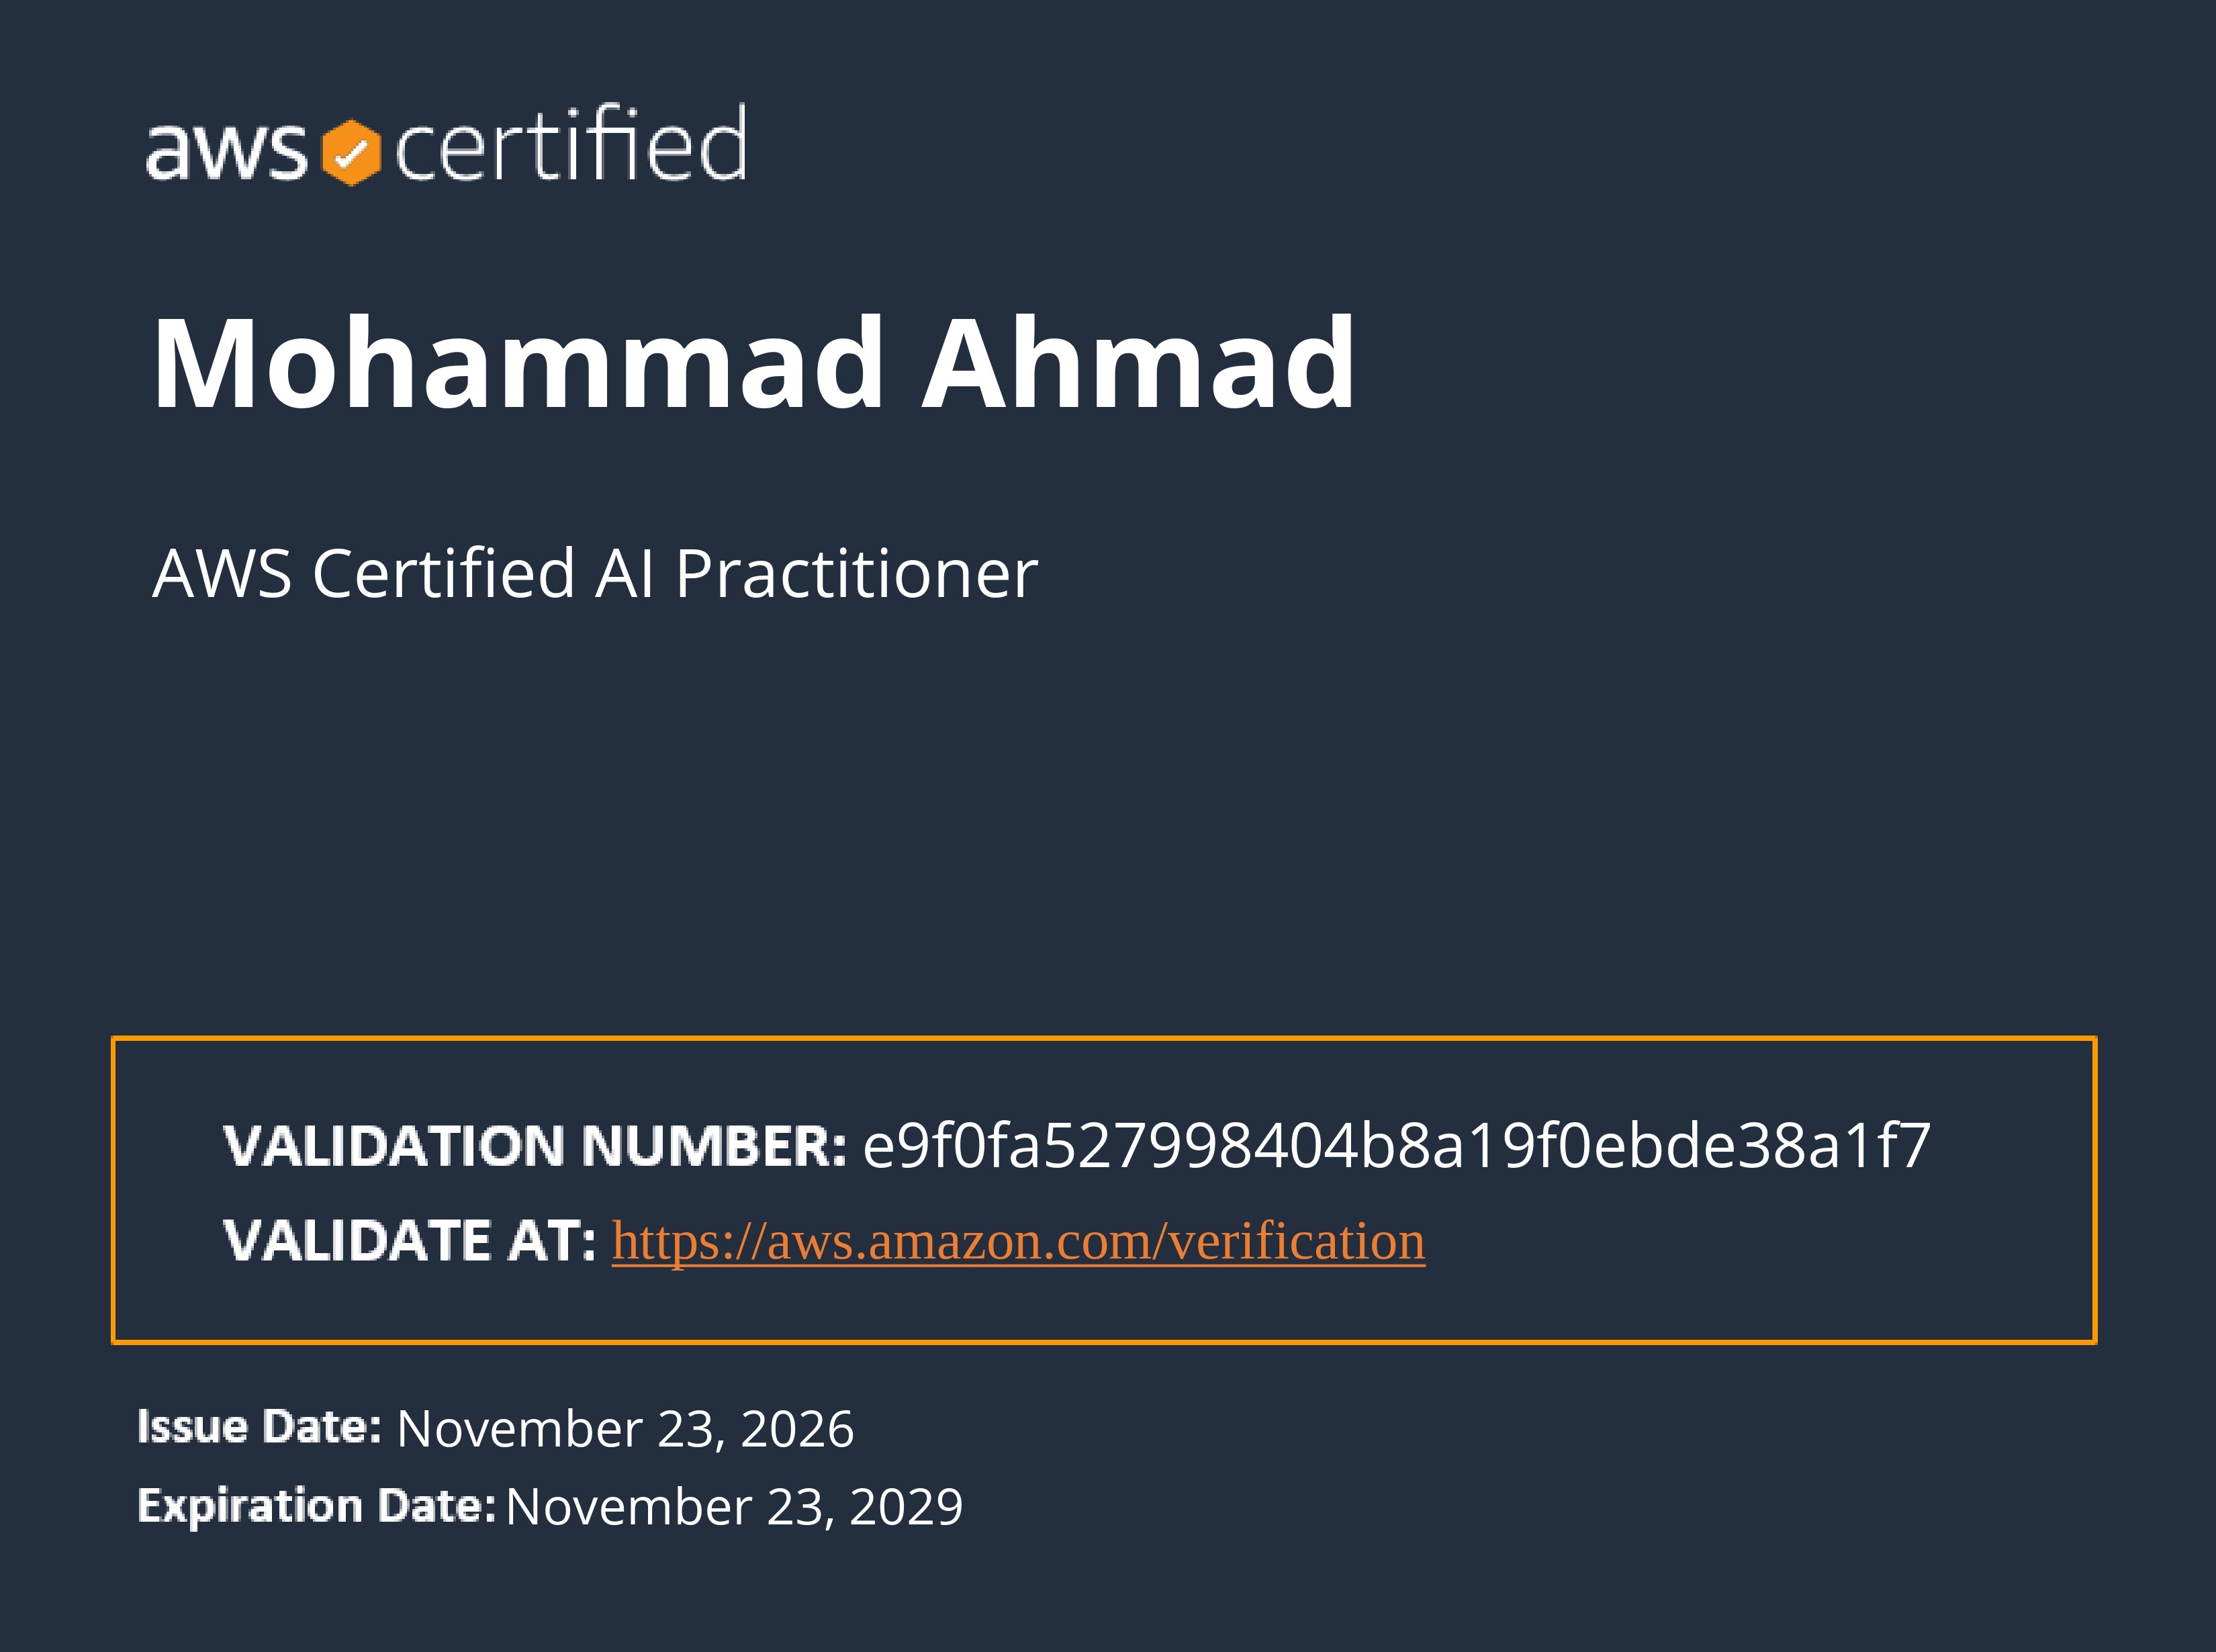 aws certified
Mohammad Ahmad
AWS Certified AI Practitioner
VALIDATION NUMBER: e9f0fa527998404b8a19f0ebde38a1f7
VALIDATE AT: https://aws.amazon.com/verification
Issue Date: November 23, 2026
Expiration Date: November 23, 2029